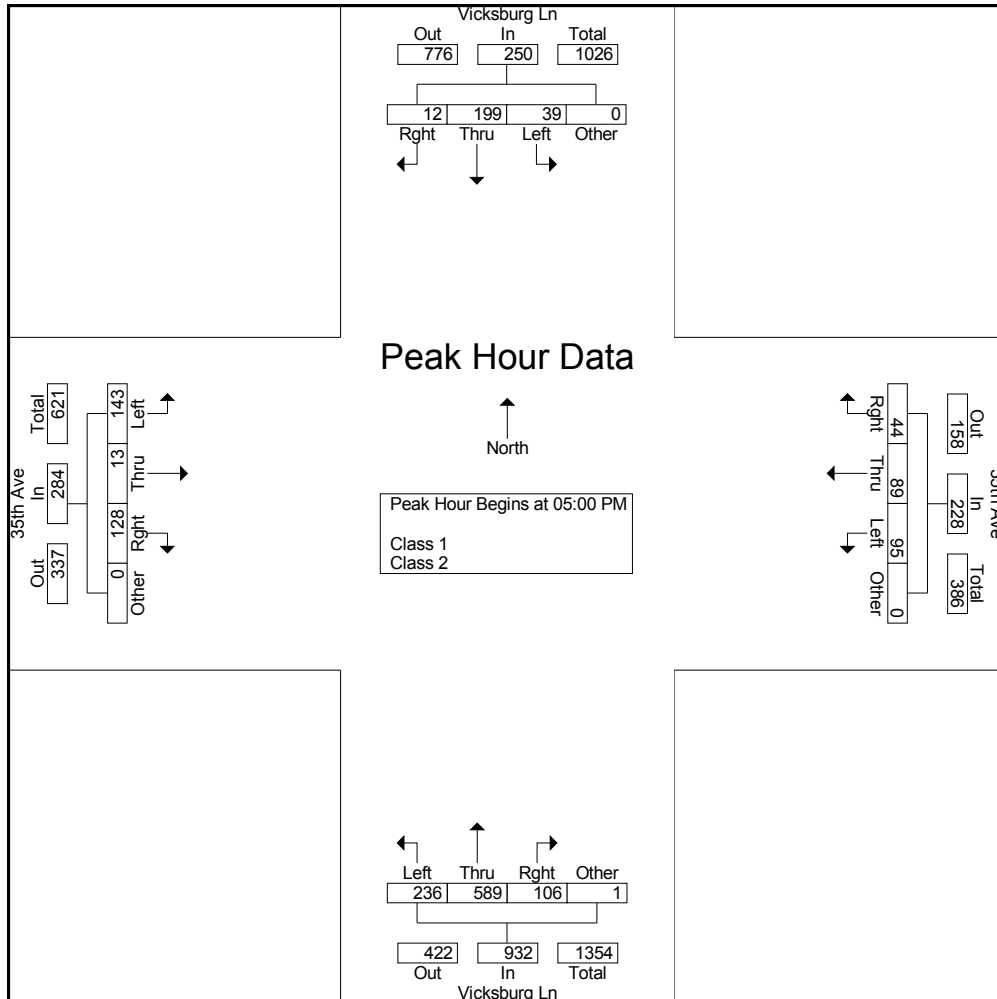 Vicksburg Ln
Out In Total
776 250 1026
12 199 39 0
Rght Thru Left Other
Peak Hour Data
North
Peak Hour Begins at 05:00 PM
Class 1
Class 2
35th Ave
Total In Out
621 284 337
143 13 128 0
Left Thru Rght Other
Rght Thru Left Other
44 89 95 0
Out In Total
158 228 386
35th Ave
Left Thru Rght Other
236 589 106 1
422 932 1354
Out In Total
Vicksburg Ln